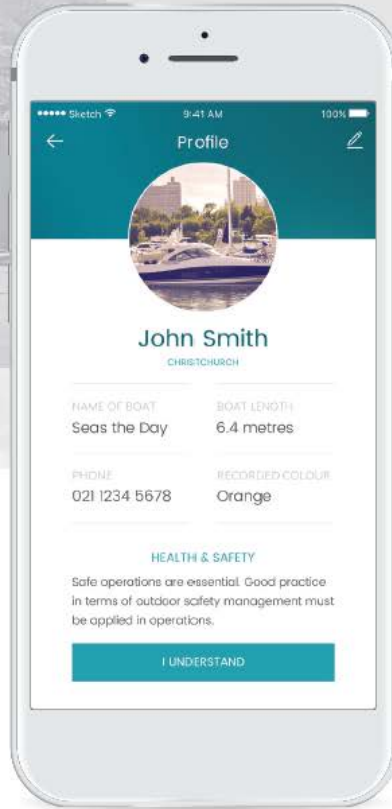 Sketch 9:41 AM 100%
Profile
John Smith
CHRISTCHURCH
NAME OF BOAT BOAT LENGTH
Seas the Day 6.4 metres
PHONE RECORDED COLOUR
021 1234 5678 Orange
HEALTH & SAFETY
Safe operations are essential. Good practice
in terms of outdoor safety management must
be applied in operations.
I UNDERSTAND